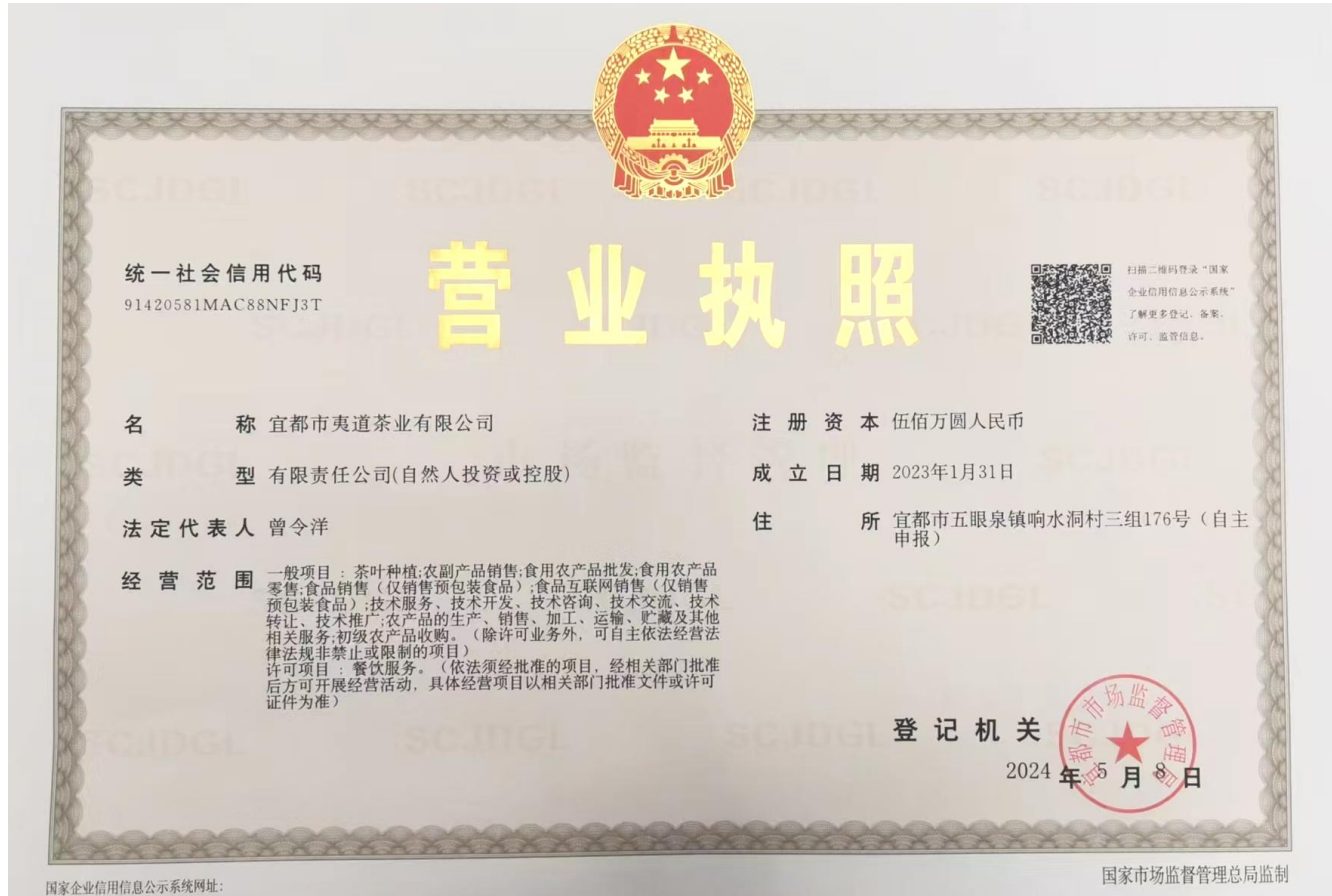 统一社会信用代码
91420581MAC88NFJ3T
营业执照
扫描二维码登录“国家
企业信用信息公示系统”
了解更多登记、备案、
许可、监管信息。
名称 宜都市夷道茶业有限公司
类型 有限责任公司(自然人投资或控股)
法定代表人 曾令洋
经营范围 一般项目：茶叶种植;农副产品销售;食用农产品批发;食用农产品
零售;食品销售（仅销售预包装食品）;食品互联网销售（仅销售
预包装食品）;技术服务、技术开发、技术咨询、技术交流、技术
转让、技术推广;农产品的生产、销售、加工、运输、贮藏及其他
相关服务;初级农产品收购。（除许可业务外，可自主依法经营法
律法规非禁止或限制的项目）
许可项目：餐饮服务。（依法须经批准的项目，经相关部门批准
后方可开展经营活动，具体经营项目以相关部门批准文件或许可
证件为准）
注册资本 伍佰万圆人民币
成立日期 2023年1月31日
住所 宜都市五眼泉镇响水洞村三组176号（自主
申报）
登记机关
宜都市市场监督管理局
2024年5月8日
国家企业信用信息公示系统网址:
国家市场监督管理总局监制
SCJDGL